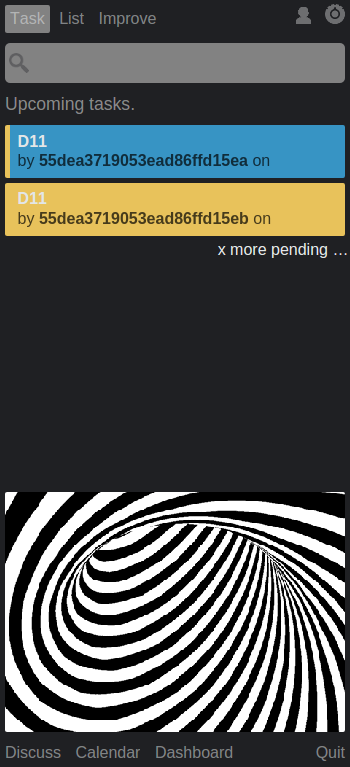 Task List Improve
Upcoming tasks.
D11
by 55dea3719053ead86ffd15ea on
D11
by 55dea3719053ead86ffd15eb on
x more pending ...
Discuss Calendar Dashboard Quit